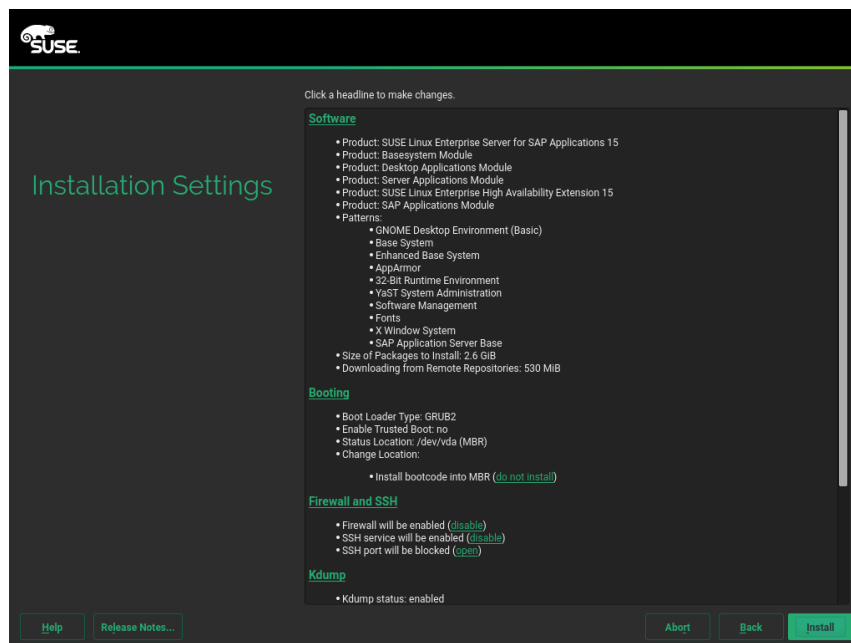 SUSE.
Click a headline to make changes.
Installation Settings
Software
• Product: SUSE Linux Enterprise Server for SAP Applications 15
• Product: Basesystem Module
• Product: Desktop Applications Module
• Product: Server Applications Module
• Product: SUSE Linux Enterprise High Availability Extension 15
• Product: SAP Applications Module
• Patterns:
• GNOME Desktop Environment (Basic)
• Base System
• Enhanced Base System
• AppArmor
• 32-Bit Runtime Environment
• YaST System Administration
• Software Management
• Fonts
• X Window System
• SAP Application Server Base
• Size of Packages to Install: 2.6 GiB
• Downloading from Remote Repositories: 530 MiB
Booting
• Boot Loader Type: GRUB2
• Enable Trusted Boot: no
• Status Location: /dev/vda (MBR)
• Change Location:
• Install bootcode into MBR (do not install)
Firewall and SSH
• Firewall will be enabled (disable)
• SSH service will be enabled (disable)
• SSH port will be blocked (open)
Kdump
• Kdump status: enabled
Help
Release Notes...
Abort
Back
Install